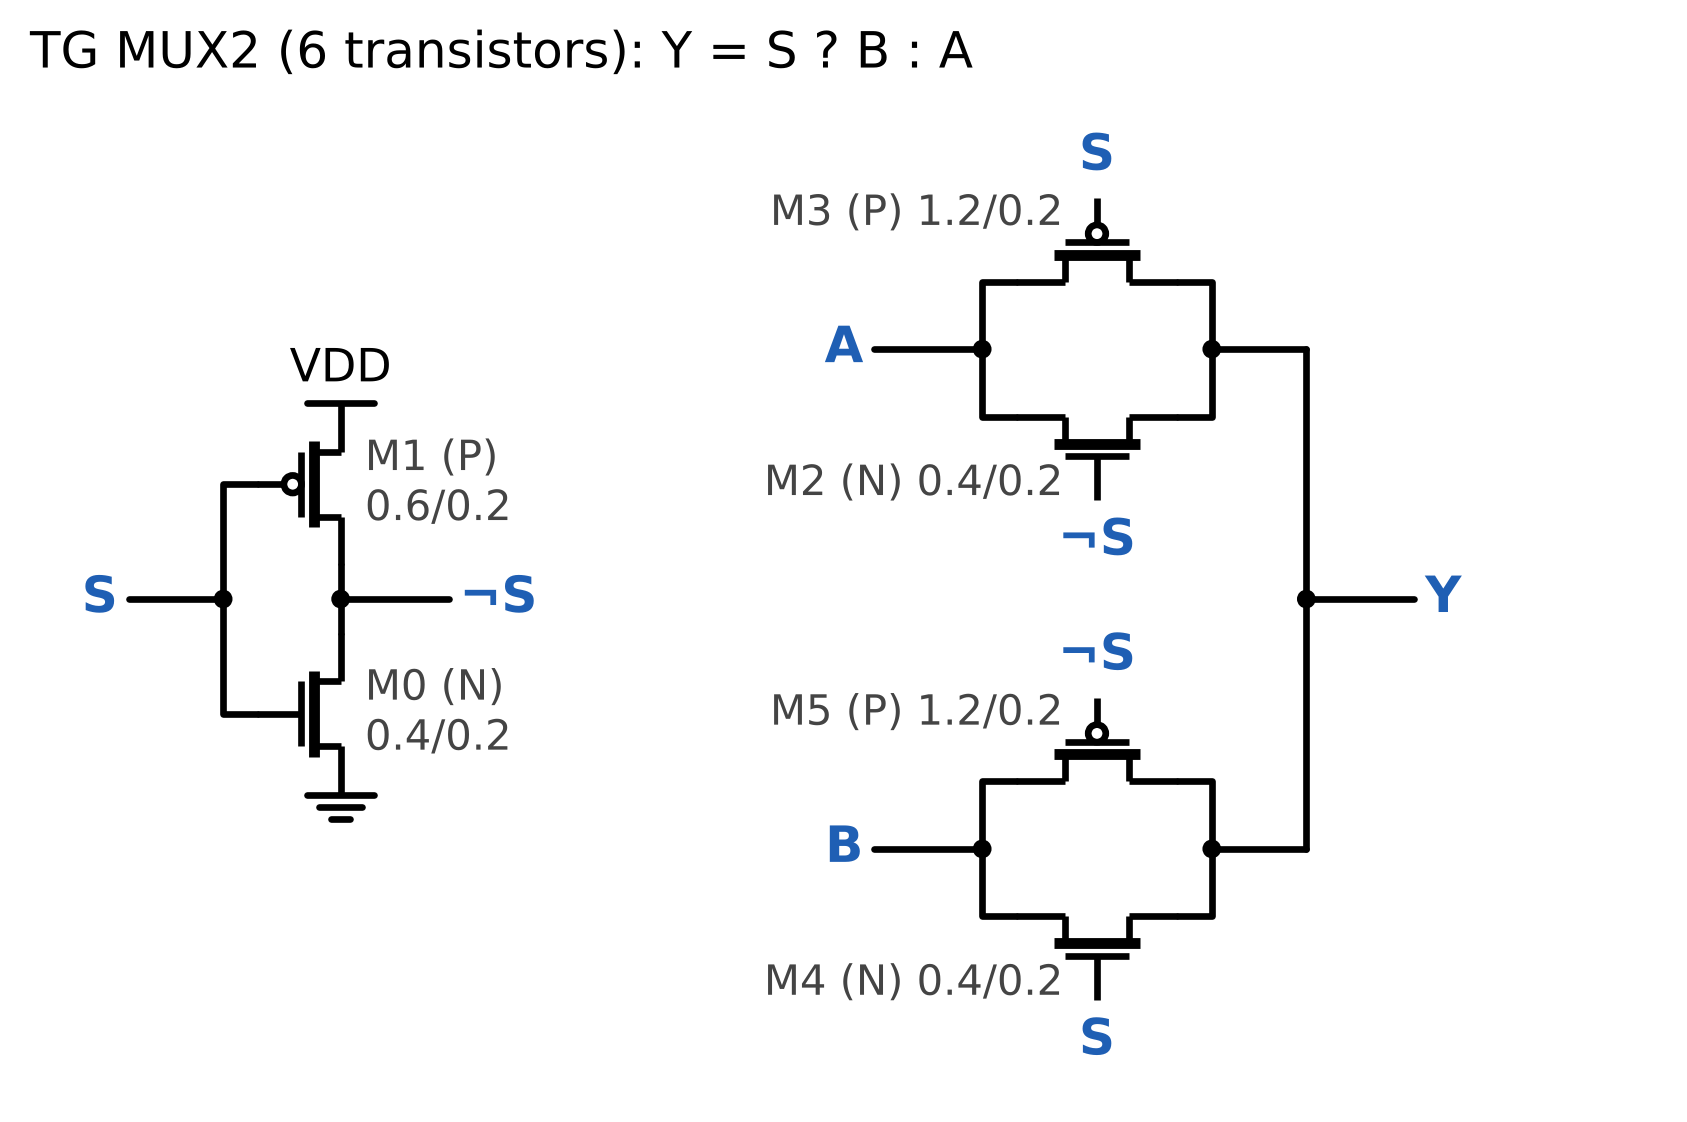 TG MUX2 (6 transistors): Y = S ? B : A
S
M3 (P) 1.2/0.2
A
VDD
M1 (P)
0.6/0.2
M2 (N) 0.4/0.2
¬S
S
¬S
Y
¬S
M0 (N)
0.4/0.2
M5 (P) 1.2/0.2
B
M4 (N) 0.4/0.2
S